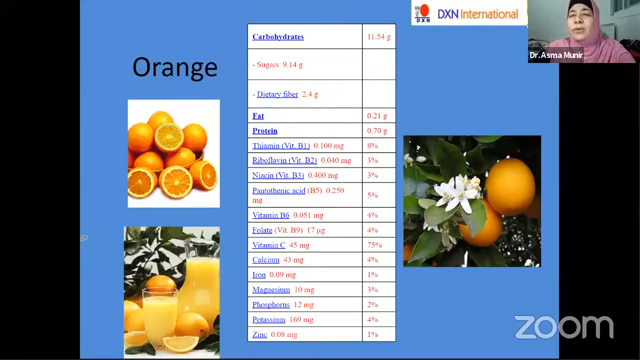 DXN
DXN International
Dr. Asma Munir
Orange
Carbohydrates 11.54 g
- Sugars 9.14 g
- Dietary fiber 2.4 g
Fat 0.21 g
Protein 0.70 g
Thiamin (Vit. B1) 0.100 mg 8%
Riboflavin (Vit. B2) 0.040 mg 3%
Niacin (Vit. B3) 0.400 mg 3%
Pantothenic acid (B5) 0.250
mg 5%
Vitamin B6 0.051 mg 4%
Folate (Vit. B9) 17 μg 4%
Vitamin C 45 mg 75%
Calcium 43 mg 4%
Iron 0.09 mg 1%
Magnesium 10 mg 3%
Phosphorus 12 mg 2%
Potassium 169 mg 4%
Zinc 0.08 mg 1%
zoom